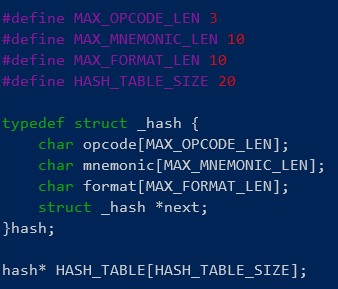 #define MAX_OPCODE_LEN 3
#define MAX_MNEMONIC_LEN 10
#define MAX_FORMAT_LEN 10
#define HASH_TABLE_SIZE 20

typedef struct _hash {
    char opcode[MAX_OPCODE_LEN];
    char mnemonic[MAX_MNEMONIC_LEN];
    char format[MAX_FORMAT_LEN];
    struct _hash *next;
}hash;

hash* HASH_TABLE[HASH_TABLE_SIZE];